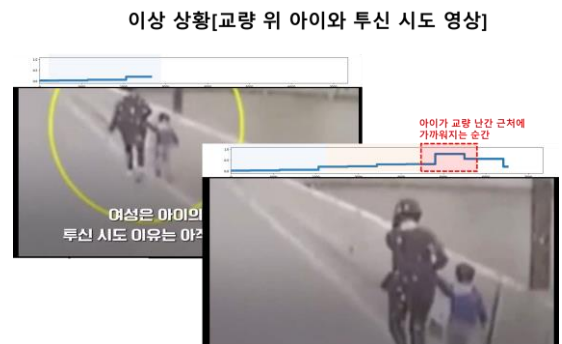 이상 상황[교량 위 아이와 투신 시도 영상]
아이가 교량 난간 근처에
가까워지는 순간
여성은 아이의
투신 시도 이유는 아직